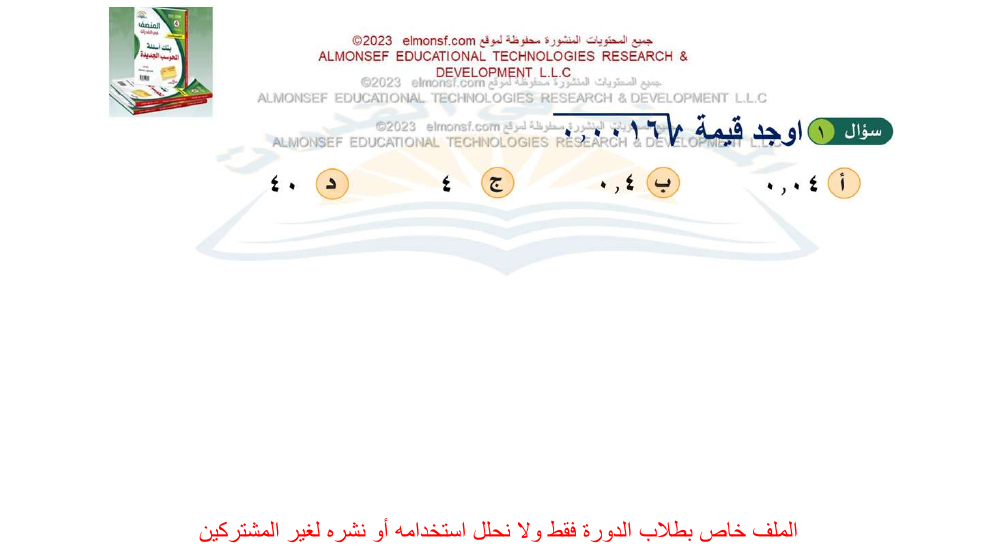 المنصف
بنك أسئلة
المحوسب الجديدة
جميع المحتويات المنشورة محفوظة لموقع elmonsf.com ©2023
ALMONSEF EDUCATIONAL TECHNOLOGIES RESEARCH &
DEVELOPMENT L.L.C
جميع المحتويات المنشورة محفوظة لموقع elmonsf.com ©2023
ALMONSEF EDUCATIONAL TECHNOLOGIES RESEARCH & DEVELOPMENT L.L.C
جميع المحتويات المنشورة محفوظة لموقع elmonsf.com ©2023
ALMONSEF EDUCATIONAL TECHNOLOGIES RESEARCH & DEVELOPMENT L.L.C
سؤال ١ اوجد قيمة √٠,٠٠١٦
أ ٠,٠٤ ب ٠,٤ ج ٤ د ٤٠
الملف خاص بطلاب الدورة فقط ولا نحلل استخدامه أو نشره لغير المشتركين